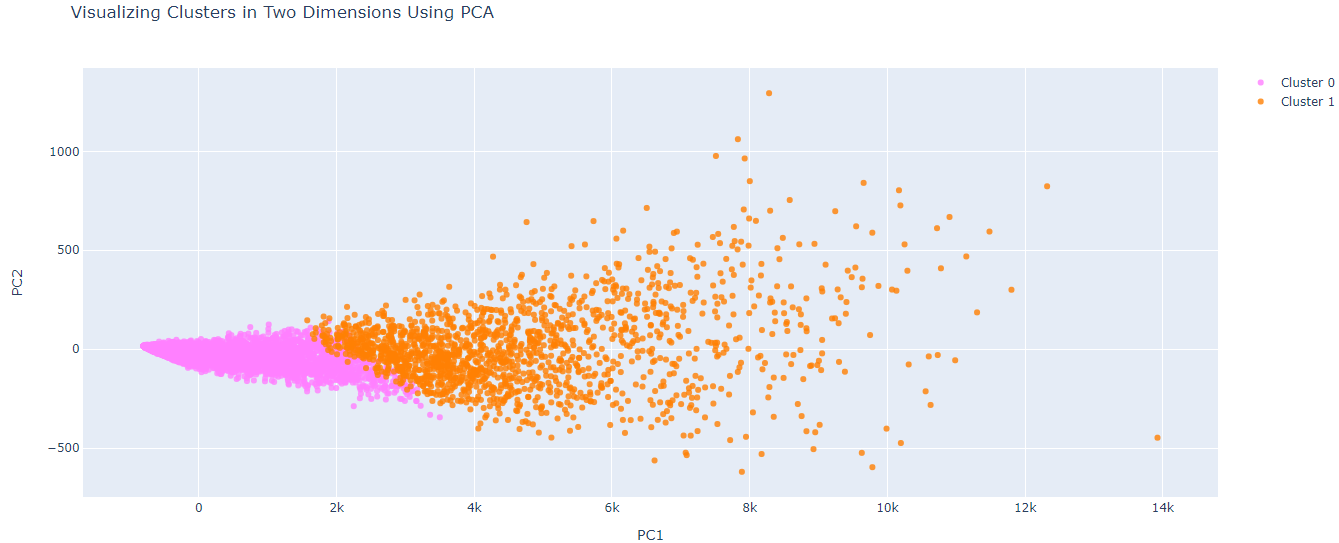 Visualizing Clusters in Two Dimensions Using PCA
Cluster 0
Cluster 1
1000
500
0
−500
PC2
0
2k
4k
6k
8k
10k
12k
14k
PC1